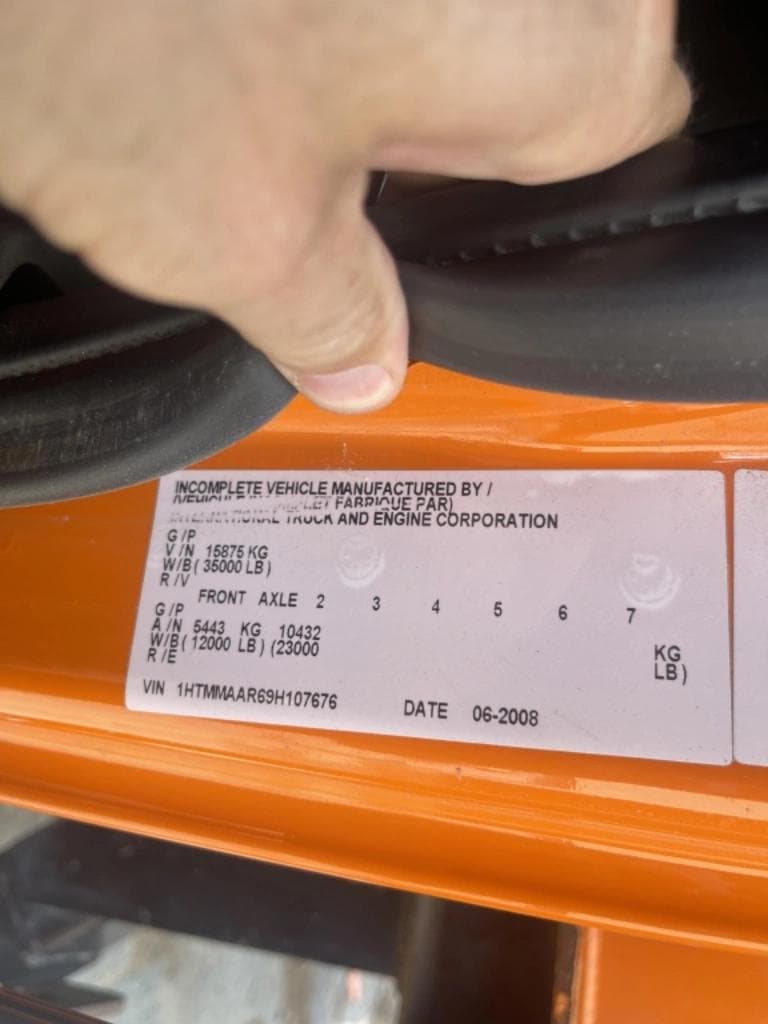 INCOMPLETE VEHICLE MANUFACTURED BY /
FABRIQUE PAR)
TRUCK AND ENGINE CORPORATION
G /P
V /N 15875 KG
W/B ( 35000 LB )
R /V
FRONT AXLE 2 3 4 5 6 7
G /P
A /N 5443 KG 10432 KG
W/B ( 12000 LB ) (23000 LB )
R /E
VIN 1HTMMAAR69H107676 DATE 06-2008